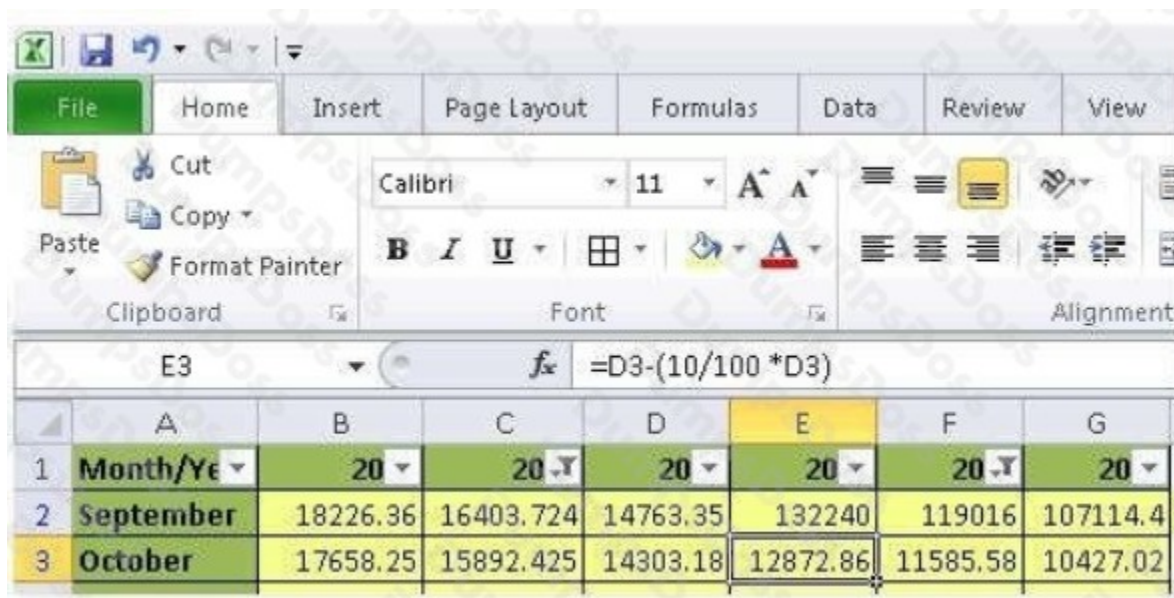 File Home Insert Page Layout Formulas Data Review View
Cut
Calibri 11 A A
Copy
Paste
B I U A
Format Painter
Clipboard Font Alignment
E3 fx =D3-(10/100 *D3)
A B C D E F G
1 Month/Ye 20 20 20 20 20 20
2 September 18226.36 16403.724 14763.35 132240 119016 107114.4
3 October 17658.25 15892.425 14303.18 12872.86 11585.58 10427.02
DumpsDoss